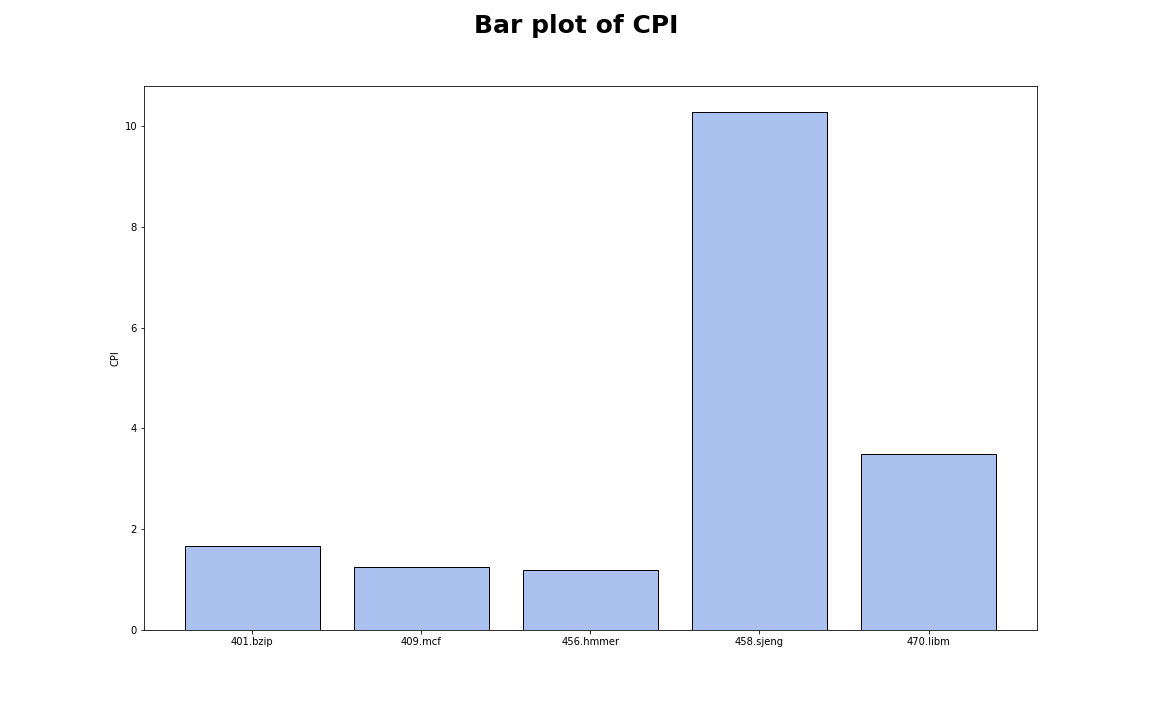 Bar plot of CPI
10
8
6
4
2
0
CPI
401.bzip
409.mcf
456.hmmer
458.sjeng
470.libm